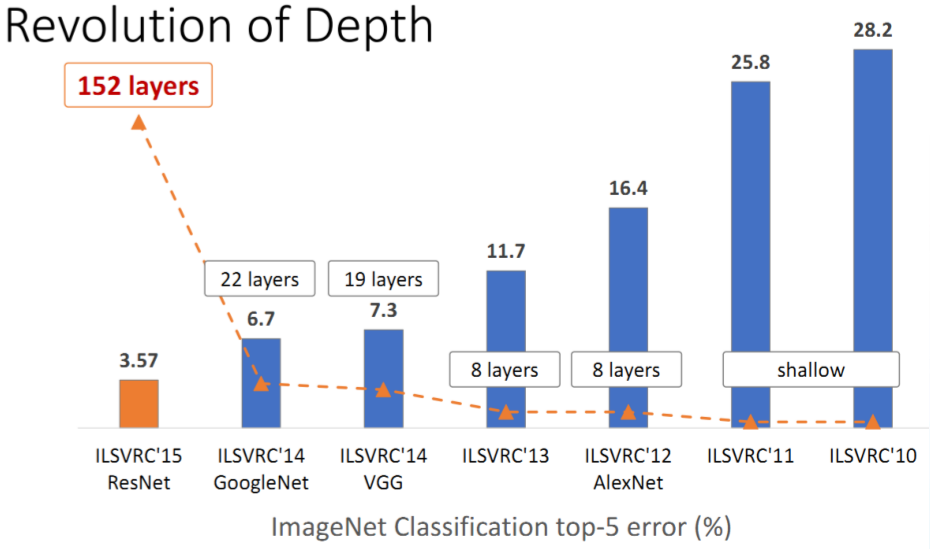 Revolution of Depth
28.2
25.8
152 layers
16.4
11.7
22 layers
19 layers
6.7
7.3
3.57
8 layers
8 layers
shallow
ILSVRC'15
ResNet
ILSVRC'14
GoogleNet
ILSVRC'14
VGG
ILSVRC'13
ILSVRC'12
AlexNet
ILSVRC'11
ILSVRC'10
ImageNet Classification top-5 error (%)